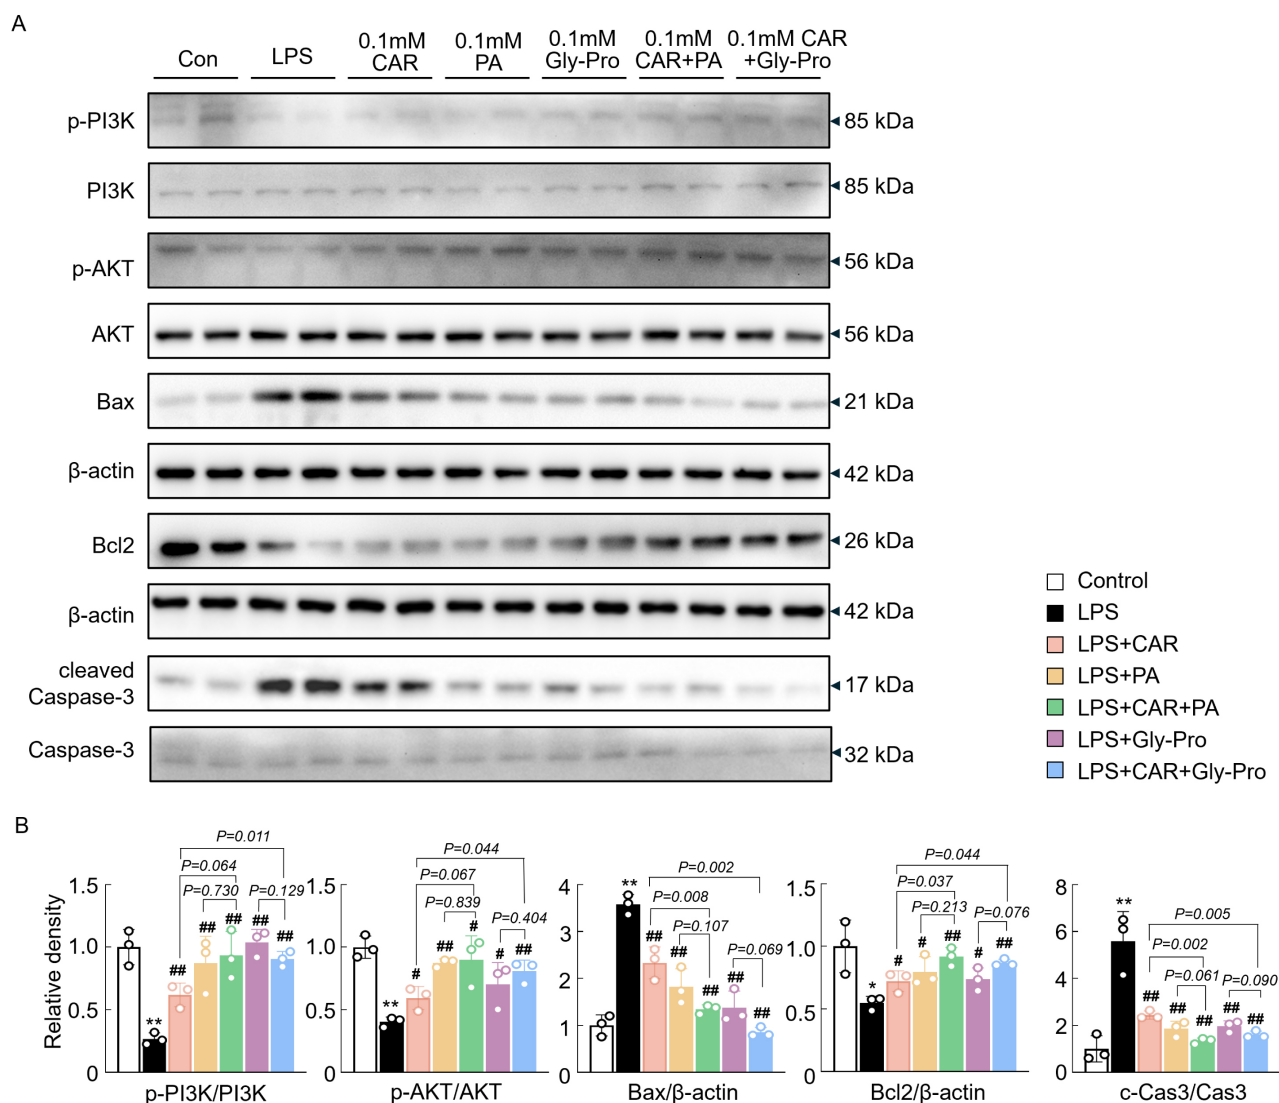 A
Con
LPS
0.1mM
CAR
0.1mM
PA
0.1mM
Gly-Pro
0.1mM
CAR+PA
0.1mM CAR
+Gly-Pro
p-PI3K
85 kDa
PI3K
85 kDa
p-AKT
56 kDa
AKT
56 kDa
Bax
21 kDa
β-actin
42 kDa
Bcl2
26 kDa
β-actin
42 kDa
cleaved
Caspase-3
17 kDa
Caspase-3
32 kDa
Control
LPS
LPS+CAR
LPS+PA
LPS+CAR+PA
LPS+Gly-Pro
LPS+CAR+Gly-Pro
B
Relative density
1.5
1.0
0.5
0
P=0.011
P=0.064
P=0.730
P=0.129
**
##
##
##
##
##
p-PI3K/PI3K
1.5
1.0
0.5
0
P=0.044
P=0.067
P=0.839
P=0.404
**
#
##
#
#
##
p-AKT/AKT
4
3
2
1
0
P=0.002
P=0.008
P=0.107
P=0.069
**
##
##
##
##
##
Bax/β-actin
1.5
1.0
0.5
0
P=0.044
P=0.037
P=0.213
P=0.076
*
#
#
##
#
##
Bcl2/β-actin
8
6
4
2
0
P=0.005
P=0.002
P=0.061
P=0.090
**
##
##
##
##
##
c-Cas3/Cas3